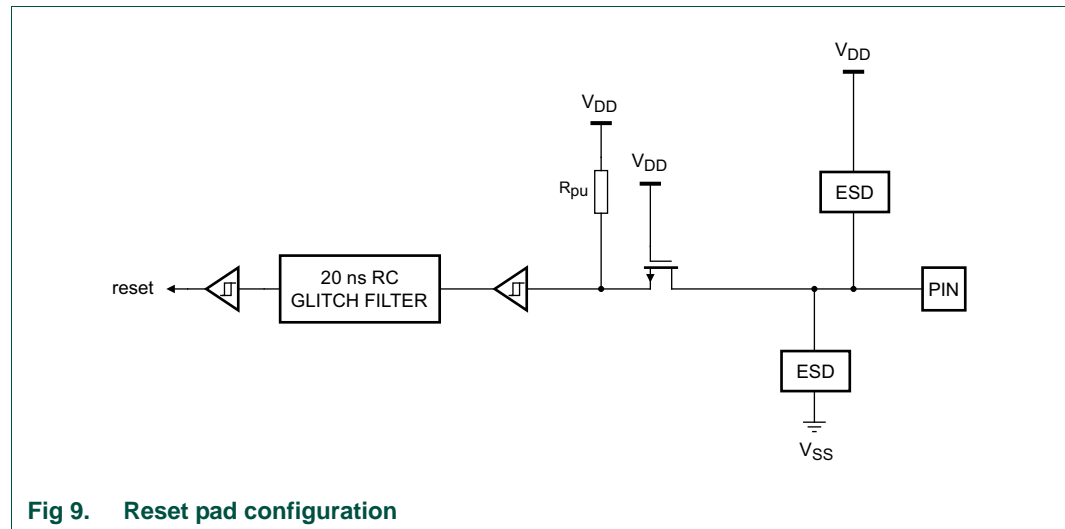 VDD
VDD
VDD
Rpu
ESD
reset
20 ns RC
GLITCH FILTER
PIN
ESD
VSS
Fig 9. Reset pad configuration